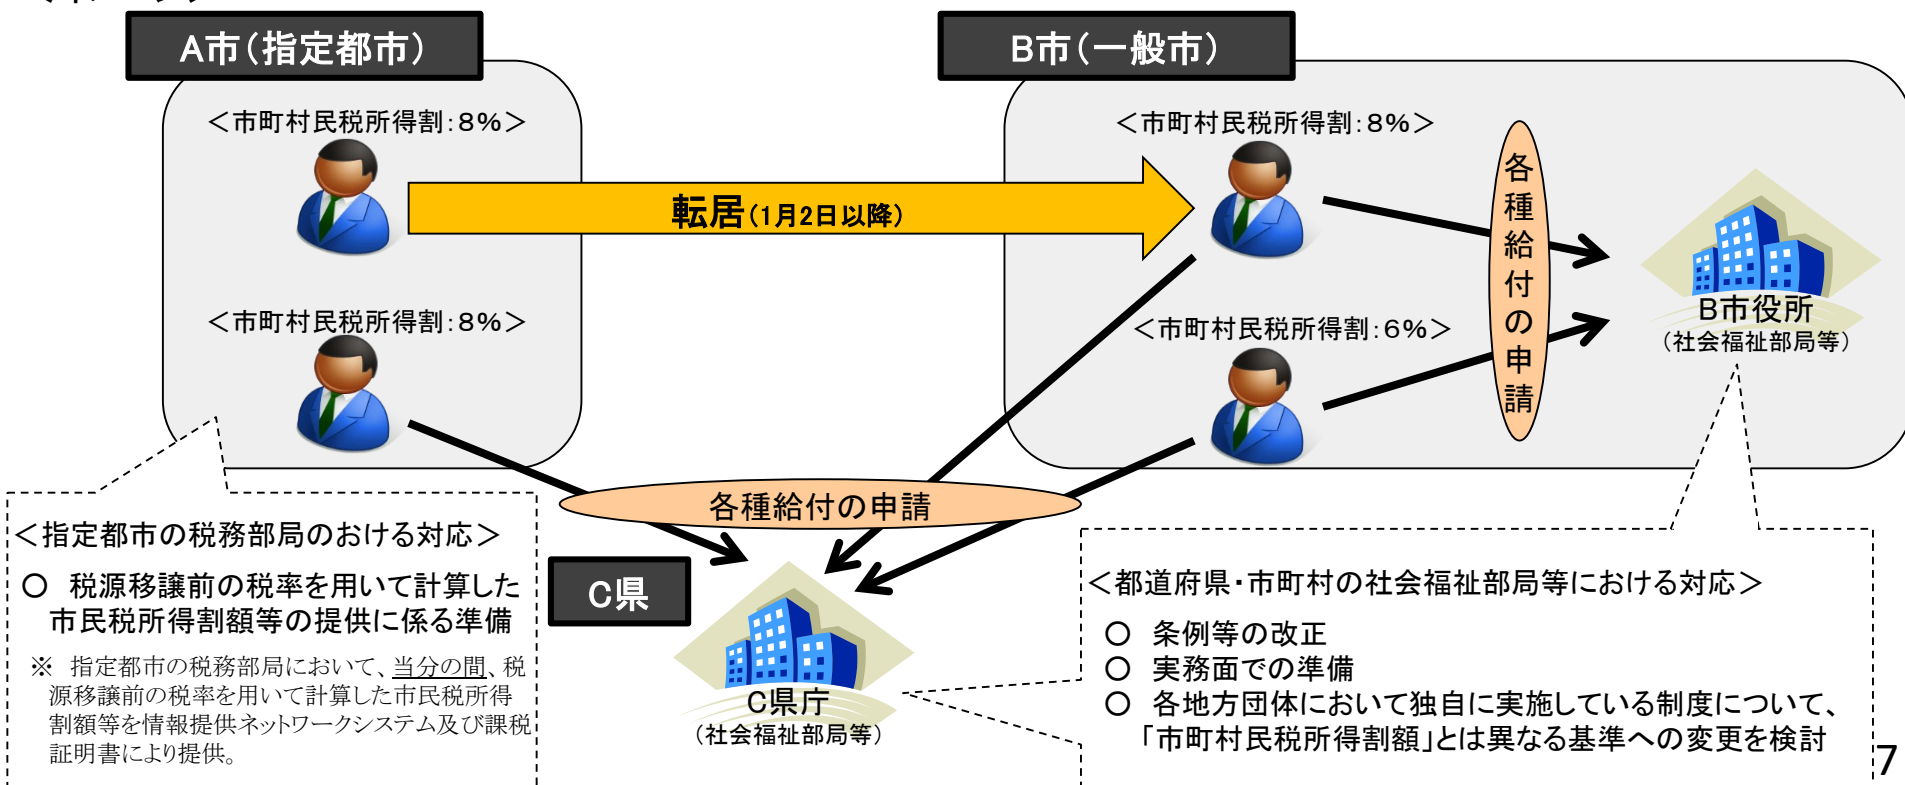 A市（指定都市）
B市（一般市）
＜市町村民税所得割：８％＞
＜市町村民税所得割：８％＞
転居（1月2日以降）
＜市町村民税所得割：８％＞
＜市町村民税所得割：６％＞
各種給付の申請
B市役所
（社会福祉部局等）
各種給付の申請
C県
C県庁
（社会福祉部局等）
＜指定都市の税務部局のおける対応＞
○　税源移譲前の税率を用いて計算した
市民税所得割額等の提供に係る準備
※　指定都市の税務部局において、当分の間、税
源移譲前の税率を用いて計算した市民税所得
割額等を情報提供ネットワークシステム及び課税
証明書により提供。
＜都道府県・市町村の社会福祉部局等における対応＞
○　条例等の改正
○　実務面での準備
○　各地方団体において独自に実施している制度について、
「市町村民税所得割額」とは異なる基準への変更を検討
7